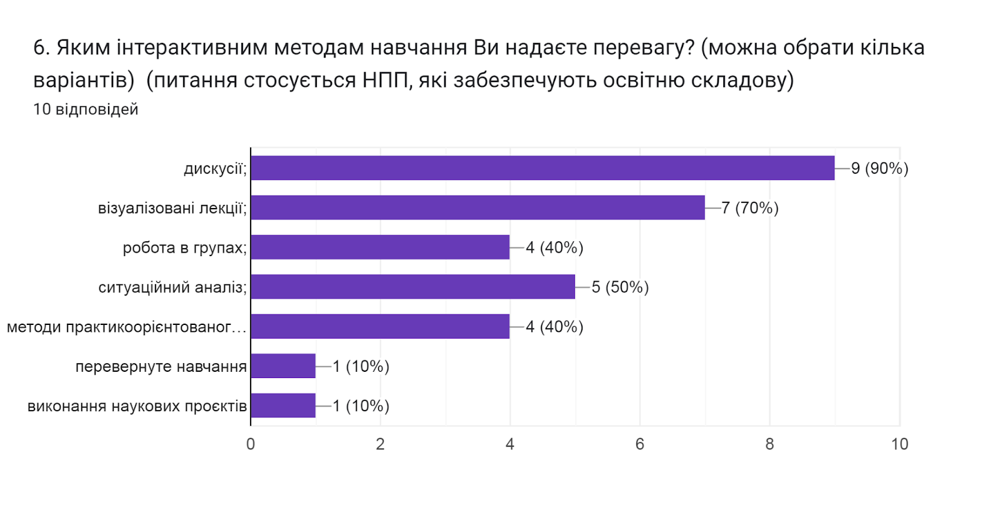 6. Яким інтерактивним методам навчання Ви надаєте перевагу? (можна обрати кілька
варіантів)  (питання стосується НПП, які забезпечують освітню складову)
10 відповідей
дискусії; 9 (90%)
візуалізовані лекції; 7 (70%)
робота в групах; 4 (40%)
ситуаційний аналіз; 5 (50%)
методи практикоорієнтованог… 4 (40%)
перевернуте навчання 1 (10%)
виконання наукових проєктів 1 (10%)
0 2 4 6 8 10